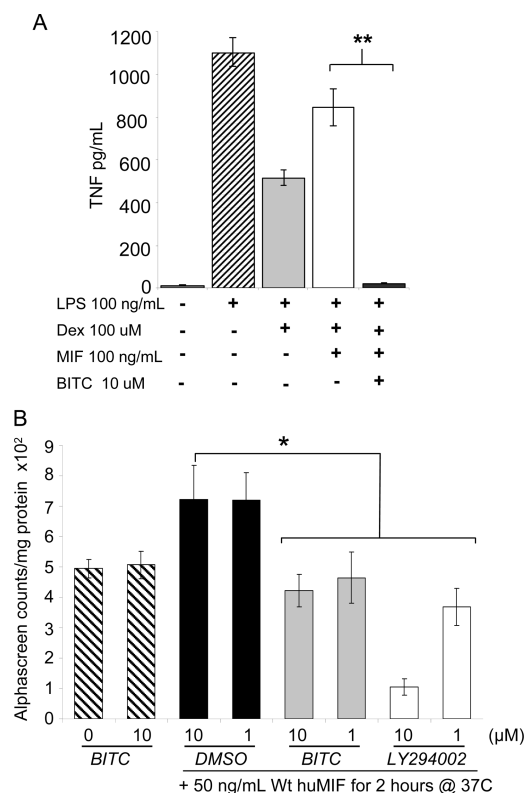 A
1200
1000
800
600
400
200
0
TNF pg/mL
**
LPS 100 ng/mL - + + + +
Dex 100 uM - - + + +
MIF 100 ng/mL - - - + +
BITC 10 uM - - - - +
B
9
8
7
6
5
4
3
2
1
0
Alphascreen counts/mg protein x10²
*
0 10 10 1 10 1 10 1 (µM)
BITC DMSO BITC LY294002
+ 50 ng/mL Wt huMIF for 2 hours @ 37C